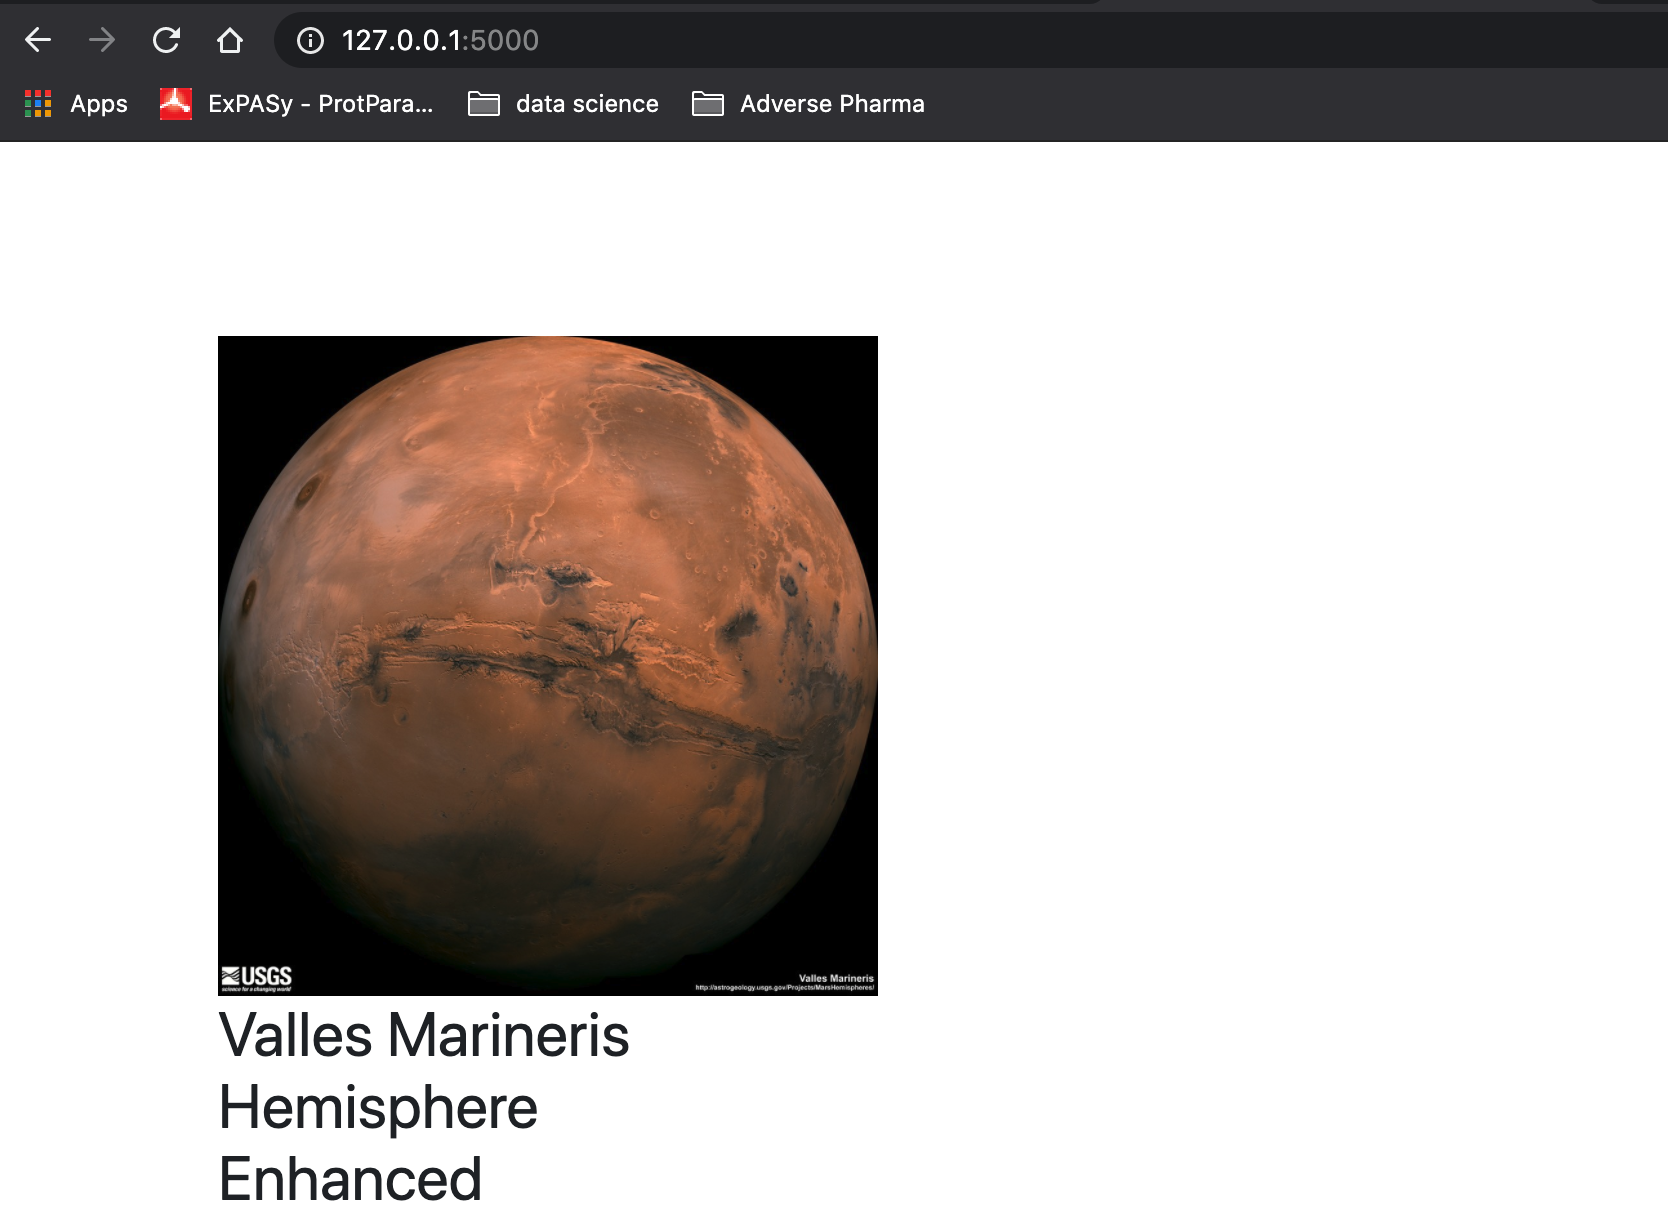 127.0.0.1:5000
Apps ExPASy - ProtPara... data science Adverse Pharma
USGS
science for a changing world
Valles Marineris
http://astrogeology.usgs.gov/Projects/MarsHemispheres/
Valles Marineris
Hemisphere
Enhanced